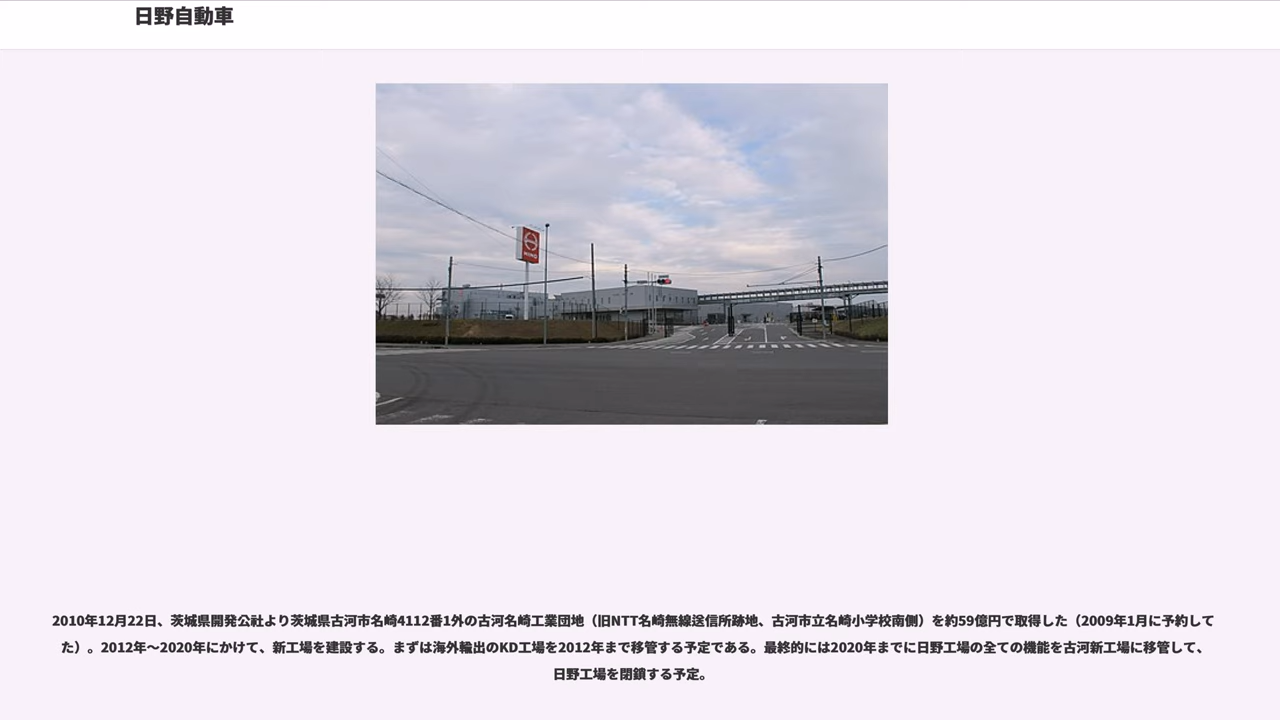 日野自動車
HINO
2010年12月22日、茨城県開発公社より茨城県古河市名崎4112番1外の古河名崎工業団地（旧NTT名崎無線送信所跡地、古河市立名崎小学校南側）を約59億円で取得した（2009年1月に予約して
た）。2012年〜2020年にかけて、新工場を建設する。まずは海外輸出のKD工場を2012年まで移管する予定である。最終的には2020年までに日野工場の全ての機能を古河新工場に移管して、
日野工場を閉鎖する予定。